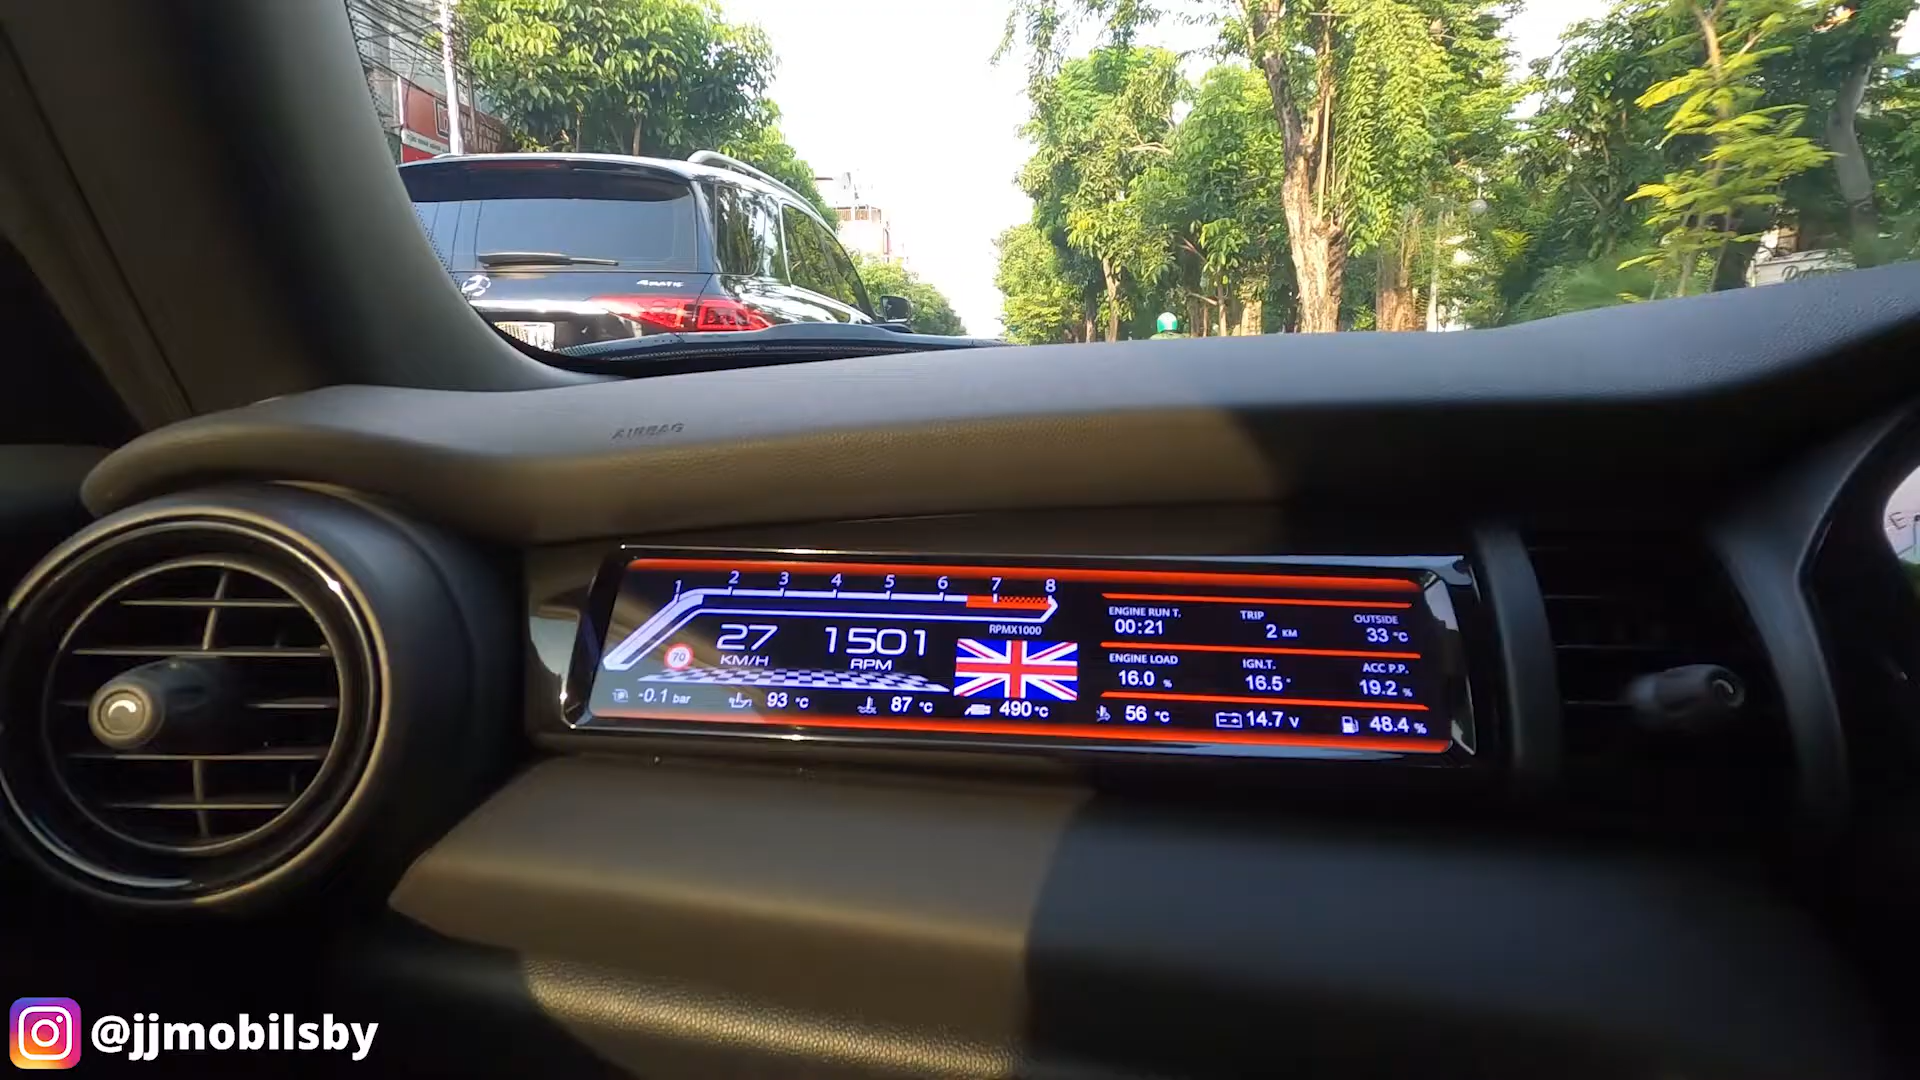 4MATIC
AIRBAG
1 2 3 4 5 6 7 8
RPMX1000
70
27
KM/H
1501
RPM
-0.1 bar
93 °C
87 °C
490 °C
ENGINE RUN T.
00:21
TRIP
2 KM
OUTSIDE
33 °C
ENGINE LOAD
16.0 %
IGN.T.
16.5°
ACC P.P.
19.2 %
56 °C
14.7 V
48.4 %
E
@jjmobilsby